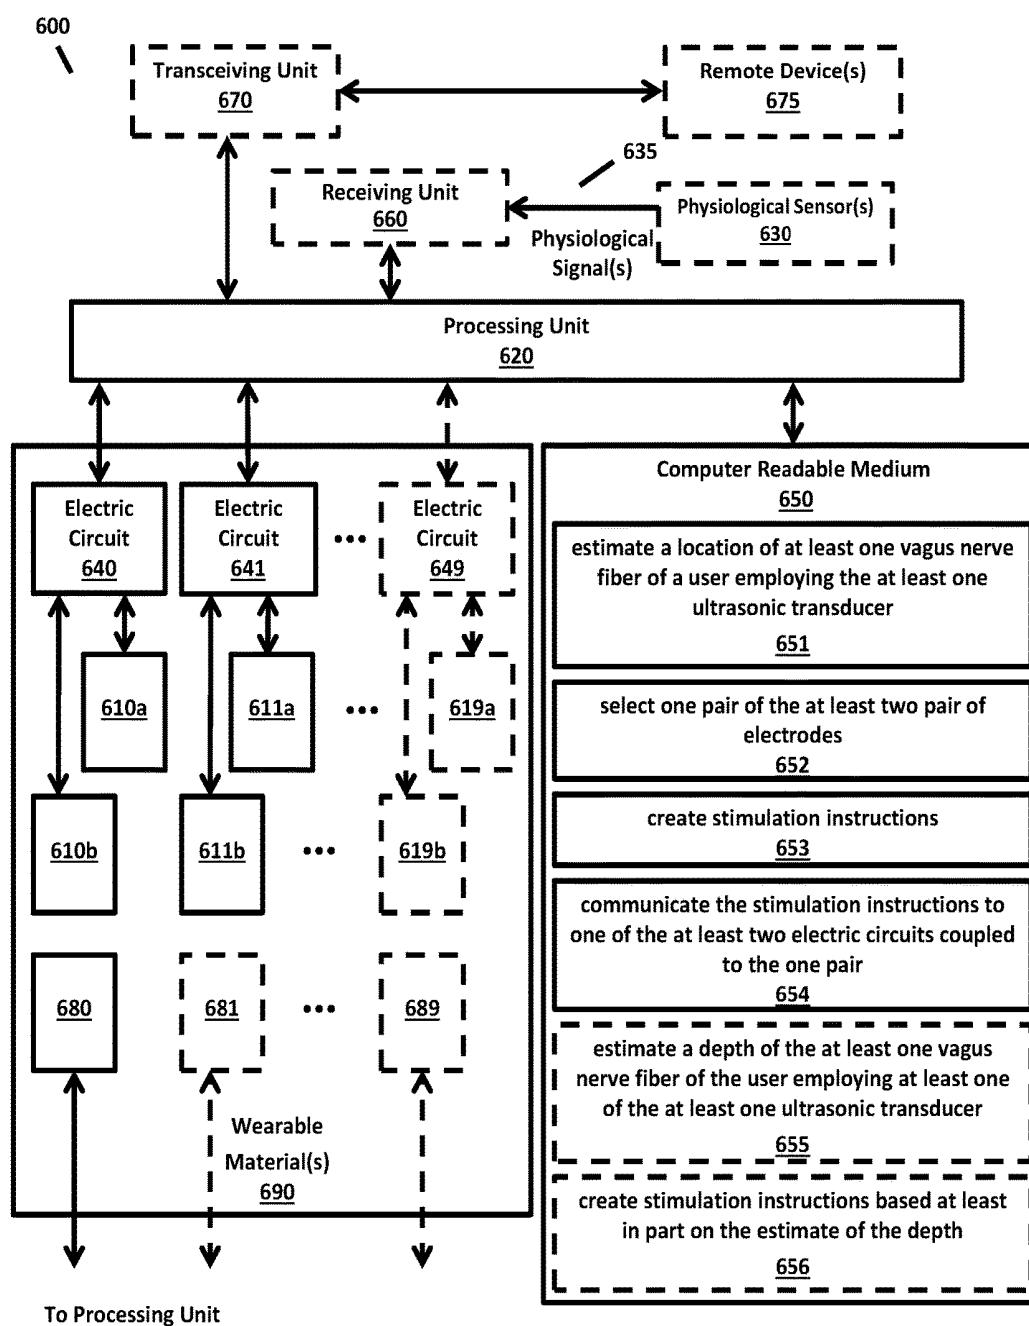 600
Transceiving Unit
670
Remote Device(s)
675
635
Receiving Unit
660
Physiological Sensor(s)
630
Physiological
Signal(s)
Processing Unit
620
Electric
Circuit
640
Electric
Circuit
641
•••
Electric
Circuit
649
610a
611a
•••
619a
610b
611b
•••
619b
680
681
•••
689
Wearable
Material(s)
690
To Processing Unit
Computer Readable Medium
650
estimate a location of at least one vagus nerve
fiber of a user employing the at least one
ultrasonic transducer
651
select one pair of the at least two pair of
electrodes
652
create stimulation instructions
653
communicate the stimulation instructions to
one of the at least two electric circuits coupled
to the one pair
654
estimate a depth of the at least one vagus
nerve fiber of the user employing at least one
of the at least one ultrasonic transducer
655
create stimulation instructions based at least
in part on the estimate of the depth
656